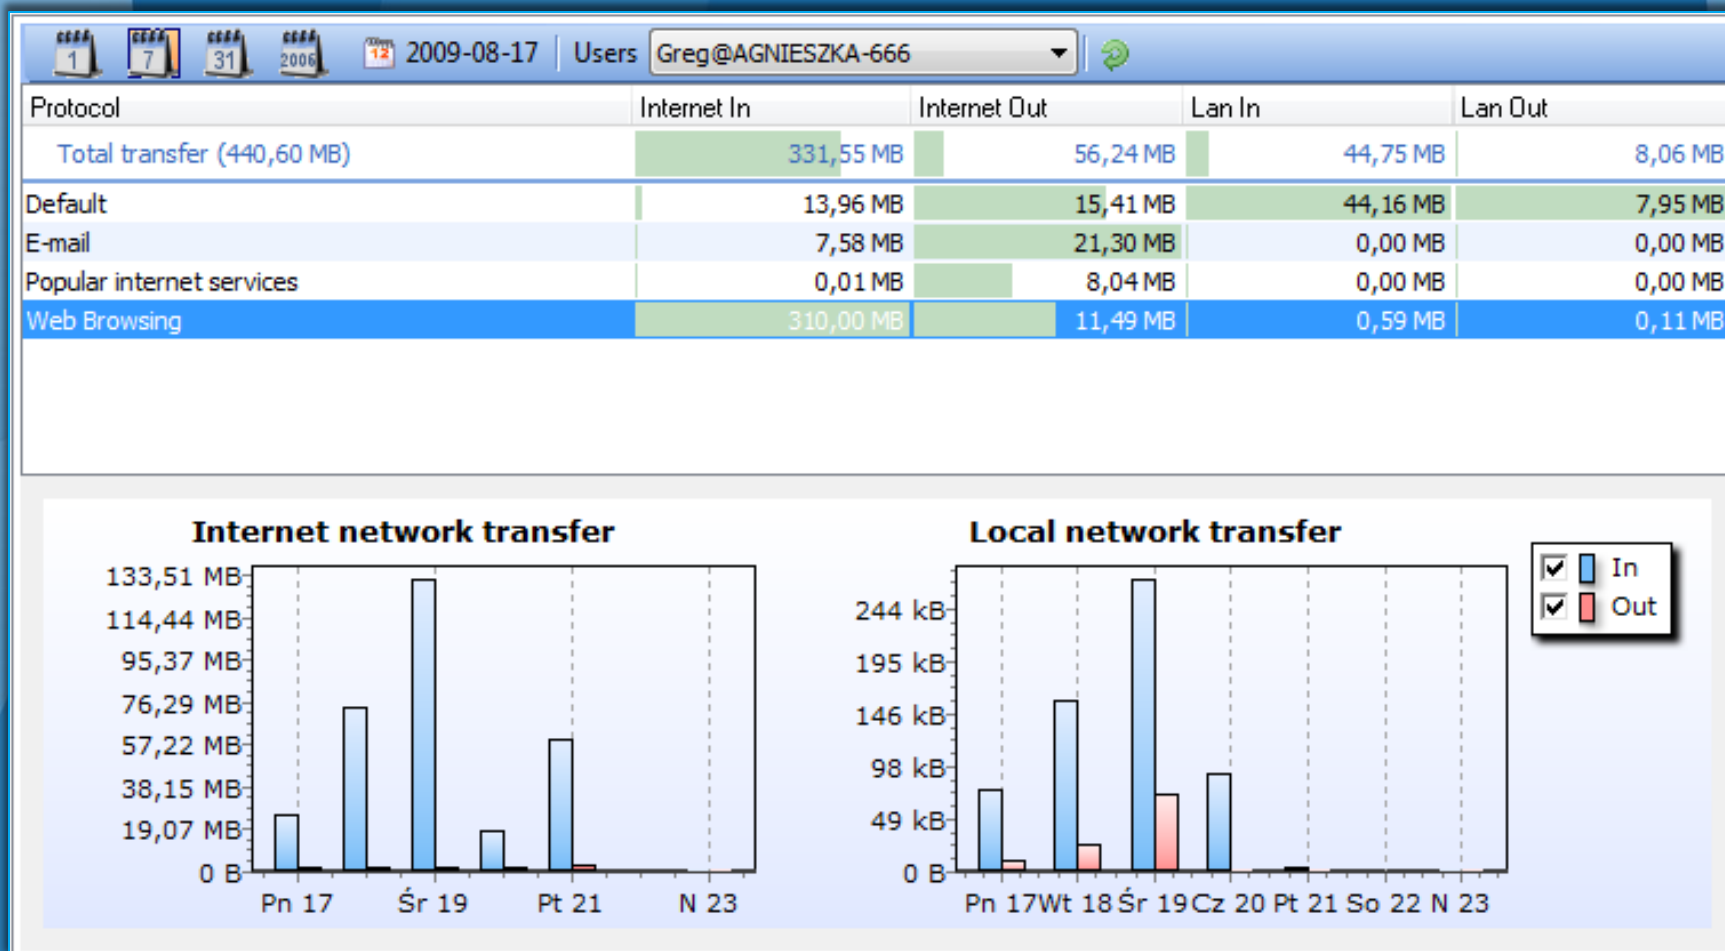 1 7 31 2006 12 2009-08-17 Users Greg@AGNIESZKA-666
Protocol Internet In Internet Out Lan In Lan Out
Total transfer (440,60 MB) 331,55 MB 56,24 MB 44,75 MB 8,06 MB
Default 13,96 MB 15,41 MB 44,16 MB 7,95 MB
E-mail 7,58 MB 21,30 MB 0,00 MB 0,00 MB
Popular internet services 0,01 MB 8,04 MB 0,00 MB 0,00 MB
Web Browsing 310,00 MB 11,49 MB 0,59 MB 0,11 MB
Internet network transfer
133,51 MB
114,44 MB
95,37 MB
76,29 MB
57,22 MB
38,15 MB
19,07 MB
0 B
Pn 17 Śr 19 Pt 21 N 23
Local network transfer
244 kB
195 kB
146 kB
98 kB
49 kB
0 B
Pn 17 Wt 18 Śr 19 Cz 20 Pt 21 So 22 N 23
In
Out